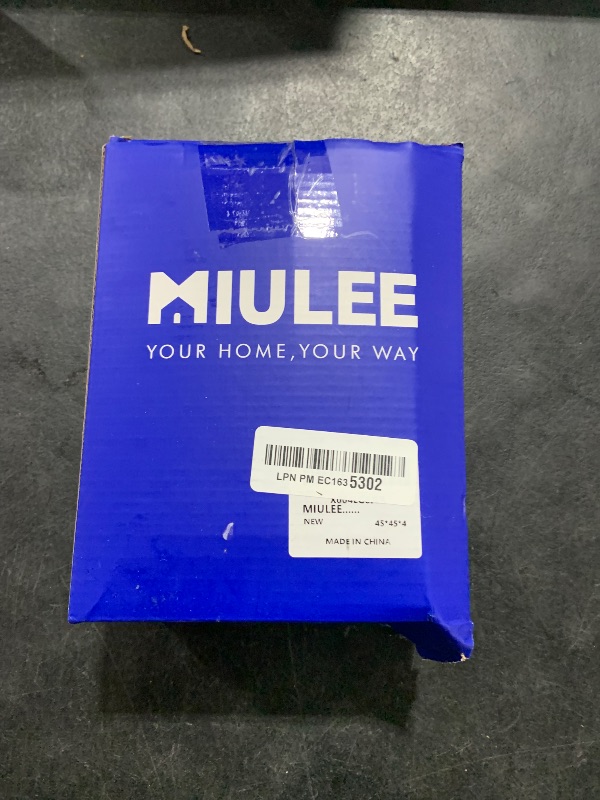 MIULEE
YOUR HOME,YOUR WAY
LPN PM EC1635302
MIULEE......
NEW 45*45*4
MADE IN CHINA